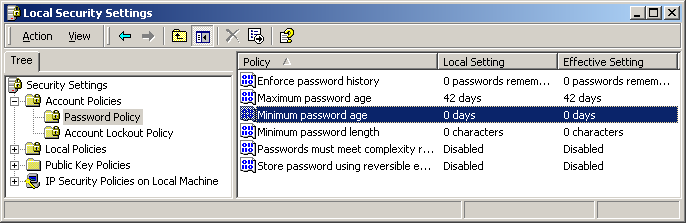 Local Security Settings
Action View
Tree
Security Settings
Account Policies
Password Policy
Account Lockout Policy
Local Policies
Public Key Policies
IP Security Policies on Local Machine
Policy Local Setting Effective Setting
Enforce password history 0 passwords remem... 0 passwords remem...
Maximum password age 42 days 42 days
Minimum password age 0 days 0 days
Minimum password length 0 characters 0 characters
Passwords must meet complexity r... Disabled Disabled
Store password using reversible e... Disabled Disabled